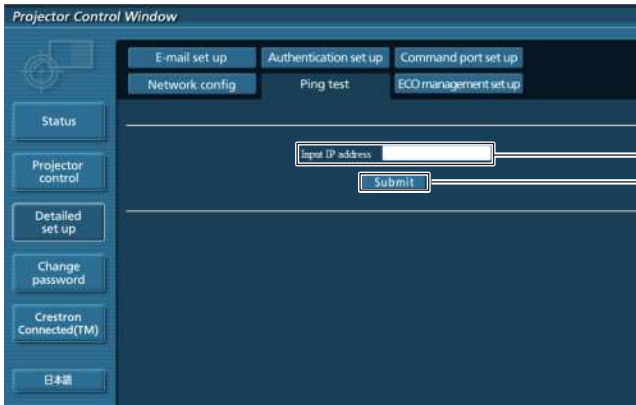 Projector Control Window
E-mail set up
Authentication set up
Command port set up
Network config
Ping test
ECO management set up
Status
Projector
control
Detailed
set up
Change
password
Crestron
Connected(TM)
日本語
Input IP address
Submit